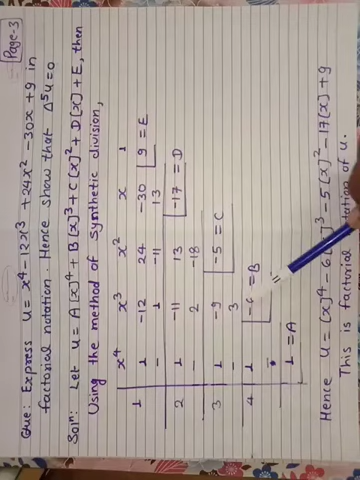 Page-3
Que: Express u = x⁴ - 12x³ + 24x² - 30x + 9 in
factorial notation. Hence show that Δ⁵u = 0
Solⁿ: Let u = A[x]⁴ + B[x]³ + C[x]² + D[x] + E, then
Using the method of synthetic division,
x⁴ x³ x² x 1
1 1 -12 24 -30 9 = E
- 1 -11 13
2 1 -11 13 -17 = D
- 2 -18
3 1 -9 -5 = C
- 3
4 1 -6 = B
-
1 = A
Hence u = [x]⁴ - 6[x]³ - 5[x]² - 17[x] + 9
This is factorial notation of u.